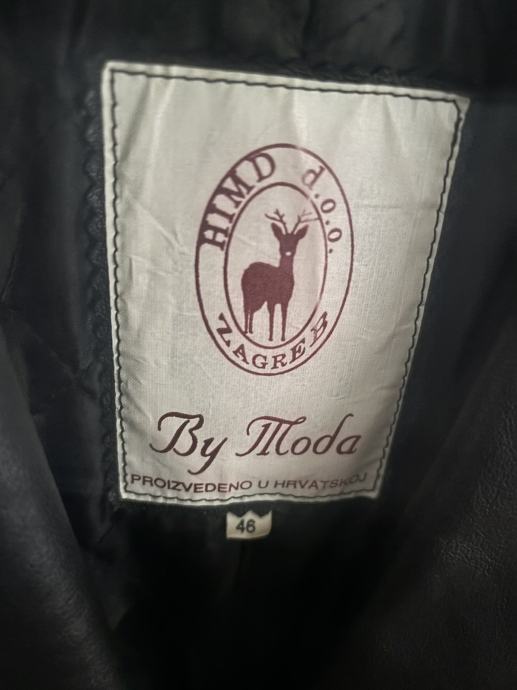 HIMD d.o.o.
ZAGREB
By Moda
PROIZVEDENO U HRVATSKOJ
46